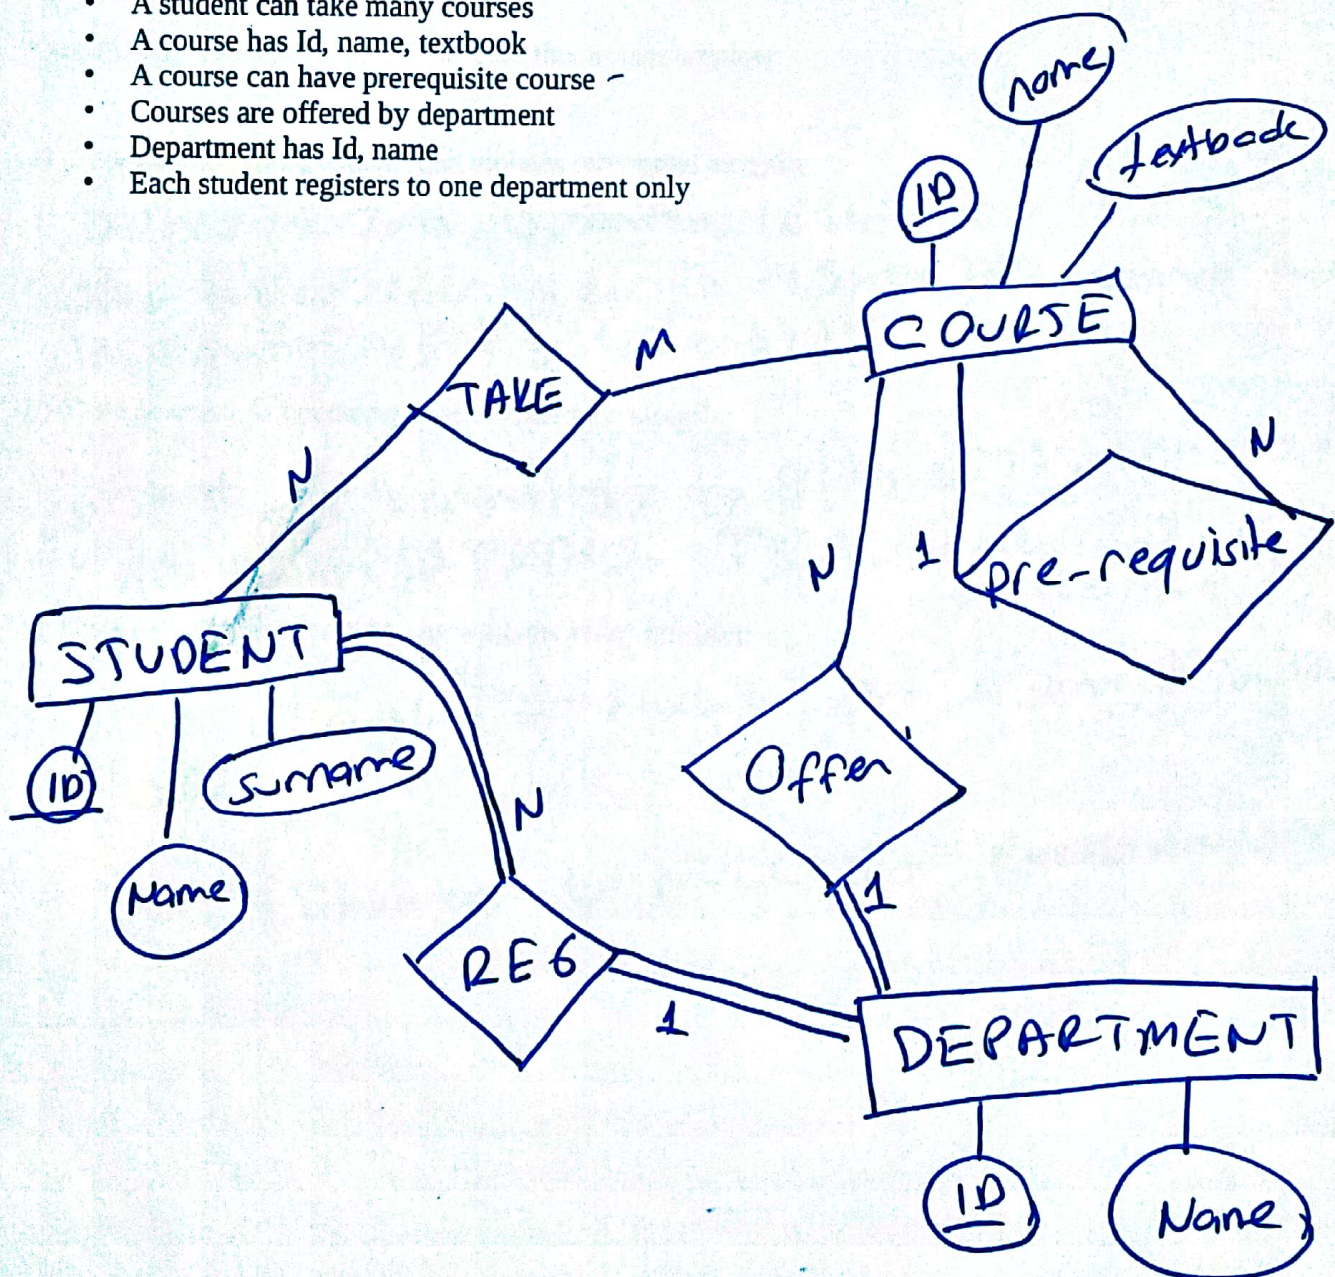 A student can take many courses
A course has Id, name, textbook
A course can have prerequisite course
Courses are offered by department
Department has Id, name
Each student registers to one department only
name
textbook
ID
COURSE
M
TAKE
N
N
N
1
pre-requisite
STUDENT
ID
surname
Name
Offer
N
1
REG
1
DEPARTMENT
ID
Name